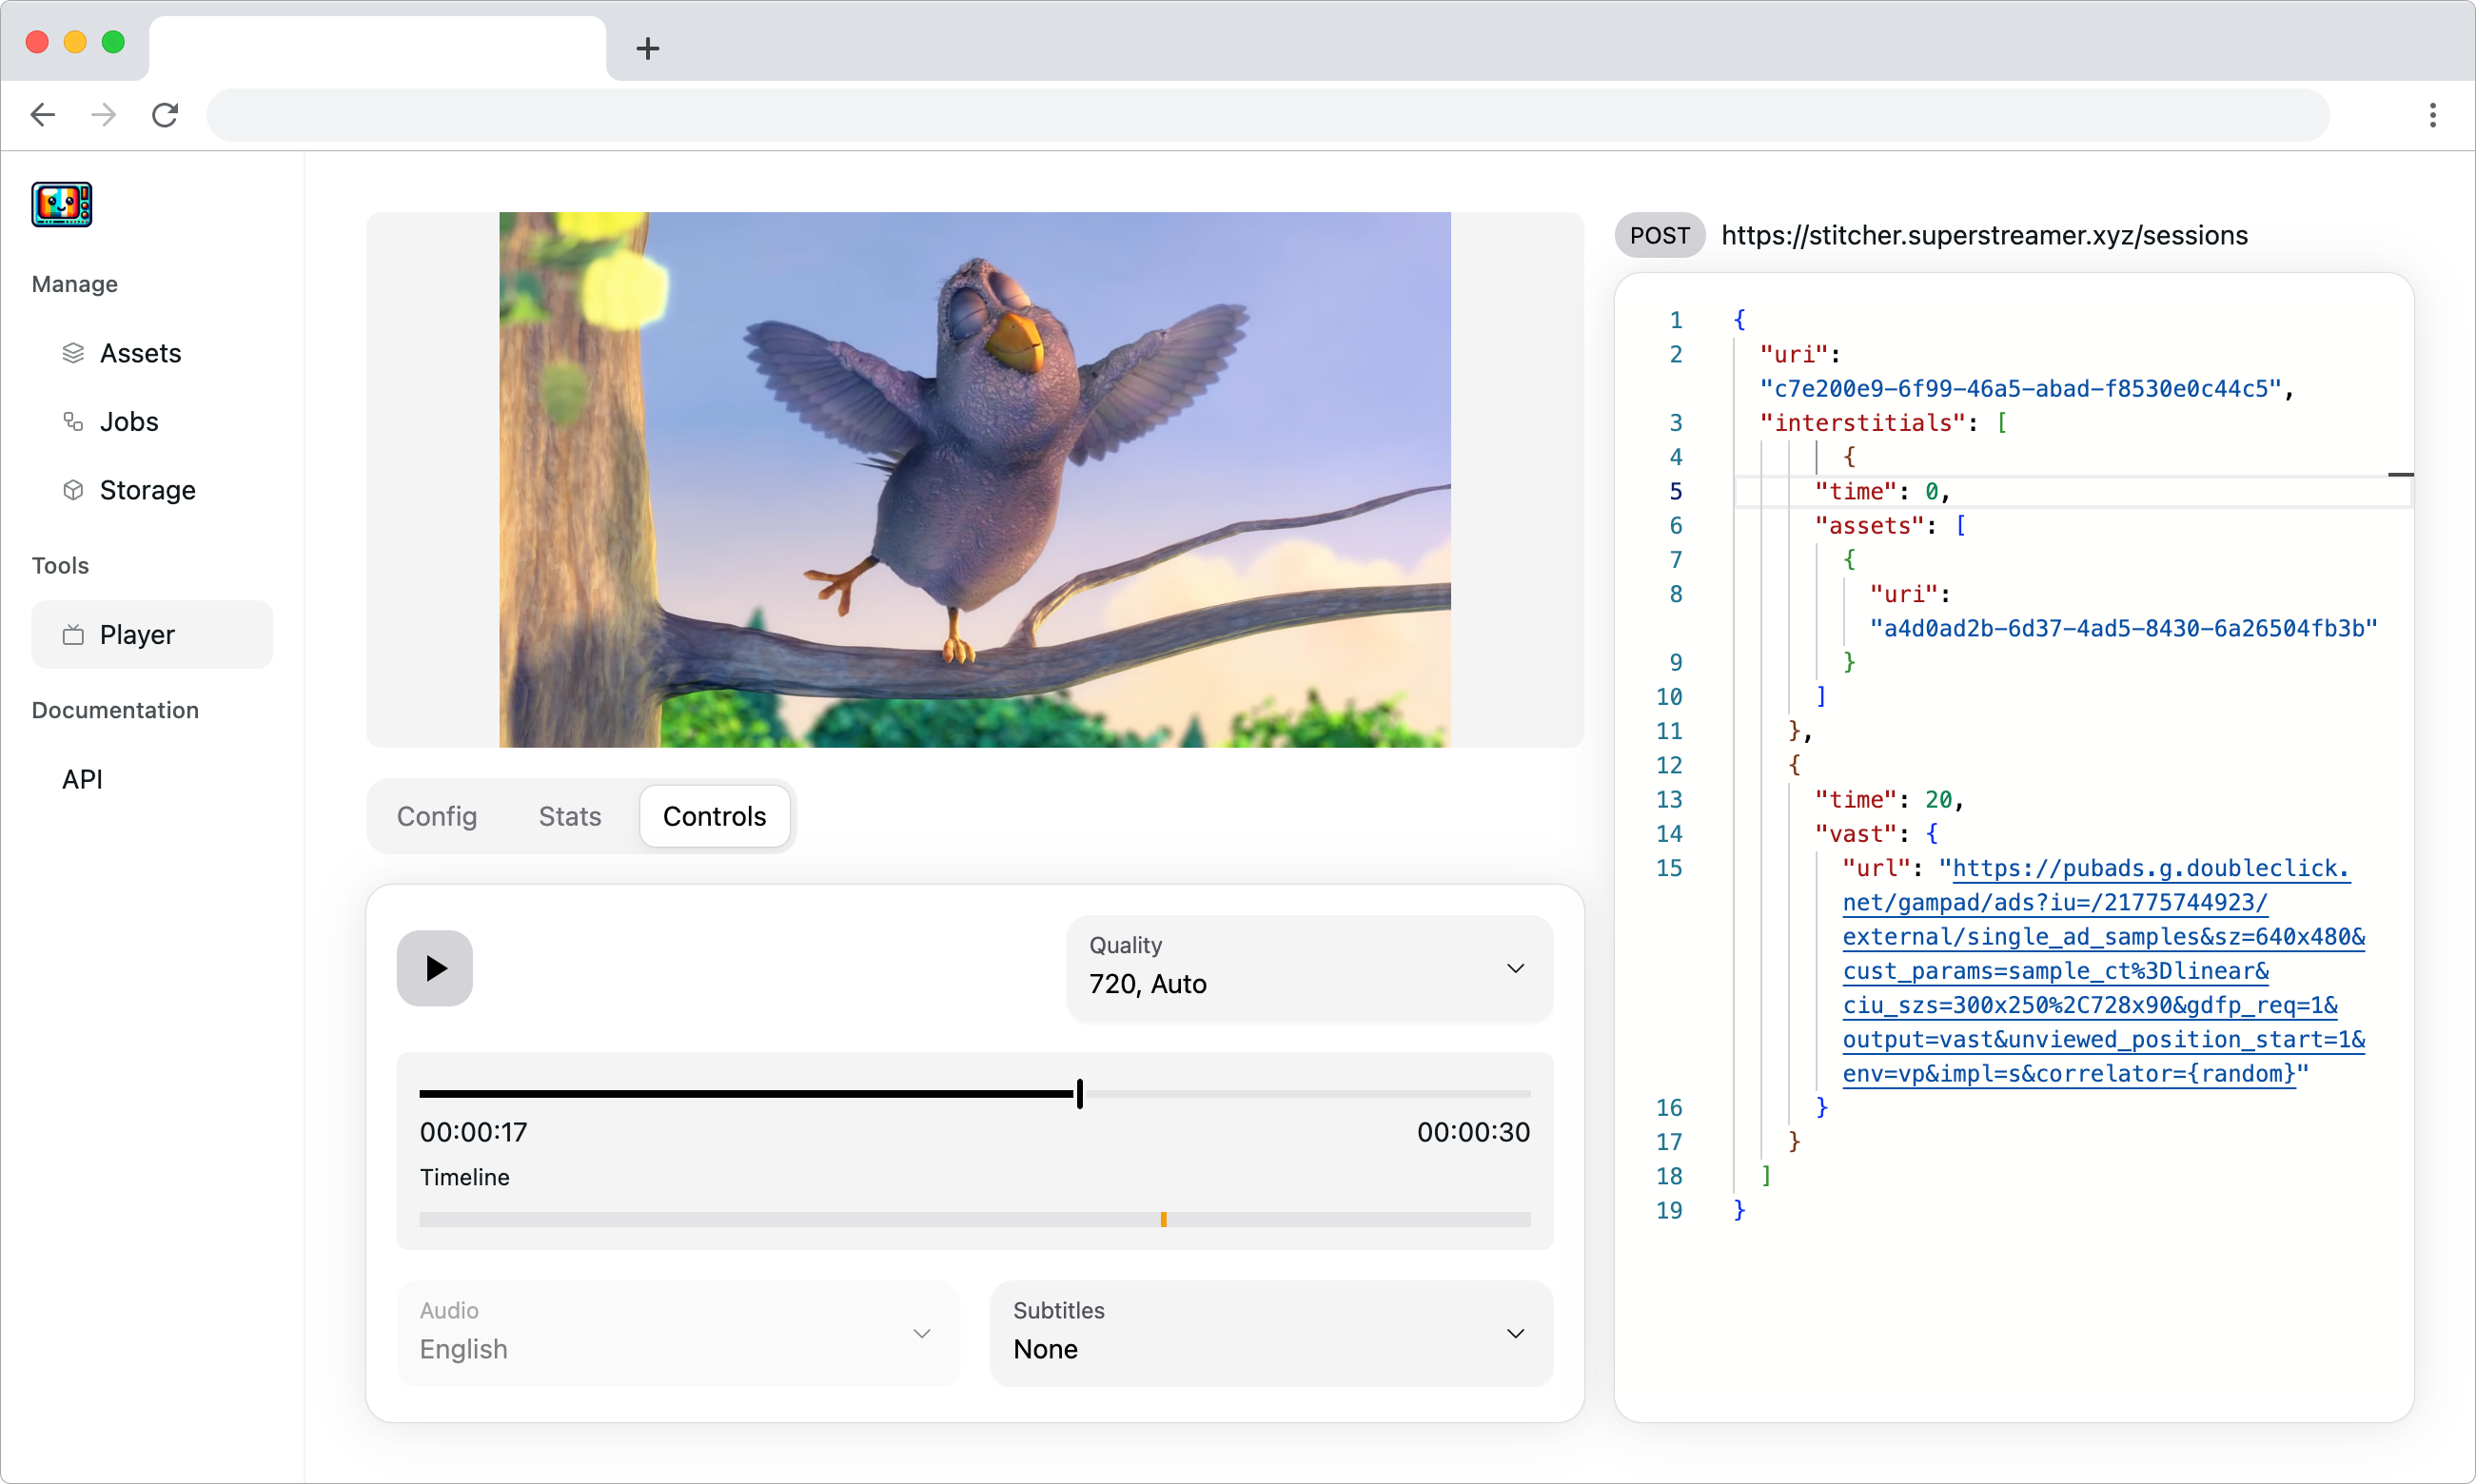 Manage
Assets
Jobs
Storage
Tools
Player
Documentation
API
Config
Stats
Controls
Quality
720, Auto
00:00:17
00:00:30
Timeline
Audio
English
Subtitles
None
POST https://stitcher.superstreamer.xyz/sessions
1 {
2 "uri":
"c7e200e9-6f99-46a5-abad-f8530e0c44c5",
3 "interstitials": [
4 {
5 "time": 0,
6 "assets": [
7 {
8 "uri":
"a4d0ad2b-6d37-4ad5-8430-6a26504fb3b"
9 }
10 ]
11 },
12 {
13 "time": 20,
14 "vast": {
15 "url": "https://pubads.g.doubleclick.
net/gampad/ads?iu=/21775744923/
external/single_ad_samples&sz=640x480&
cust_params=sample_ct%3Dlinear&
ciu_szs=300x250%2C728x90&gdfp_req=1&
output=vast&unviewed_position_start=1&
env=vp&impl=s&correlator={random}"
16 }
17 }
18 ]
19 }